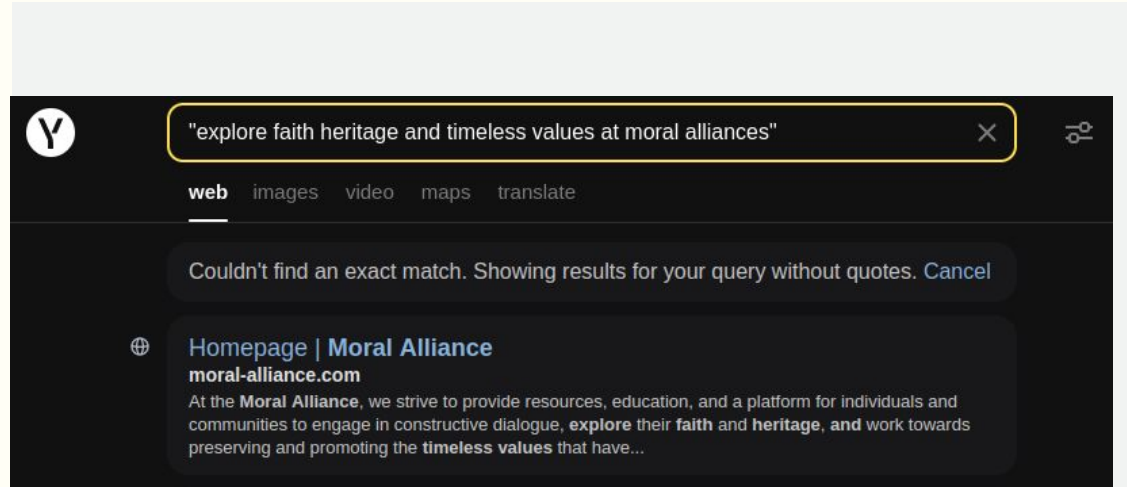 Y
"explore faith heritage and timeless values at moral alliances"
web images video maps translate
Couldn't find an exact match. Showing results for your query without quotes. Cancel
Homepage | Moral Alliance
moral-alliance.com
At the Moral Alliance, we strive to provide resources, education, and a platform for individuals and
communities to engage in constructive dialogue, explore their faith and heritage, and work towards
preserving and promoting the timeless values that have...